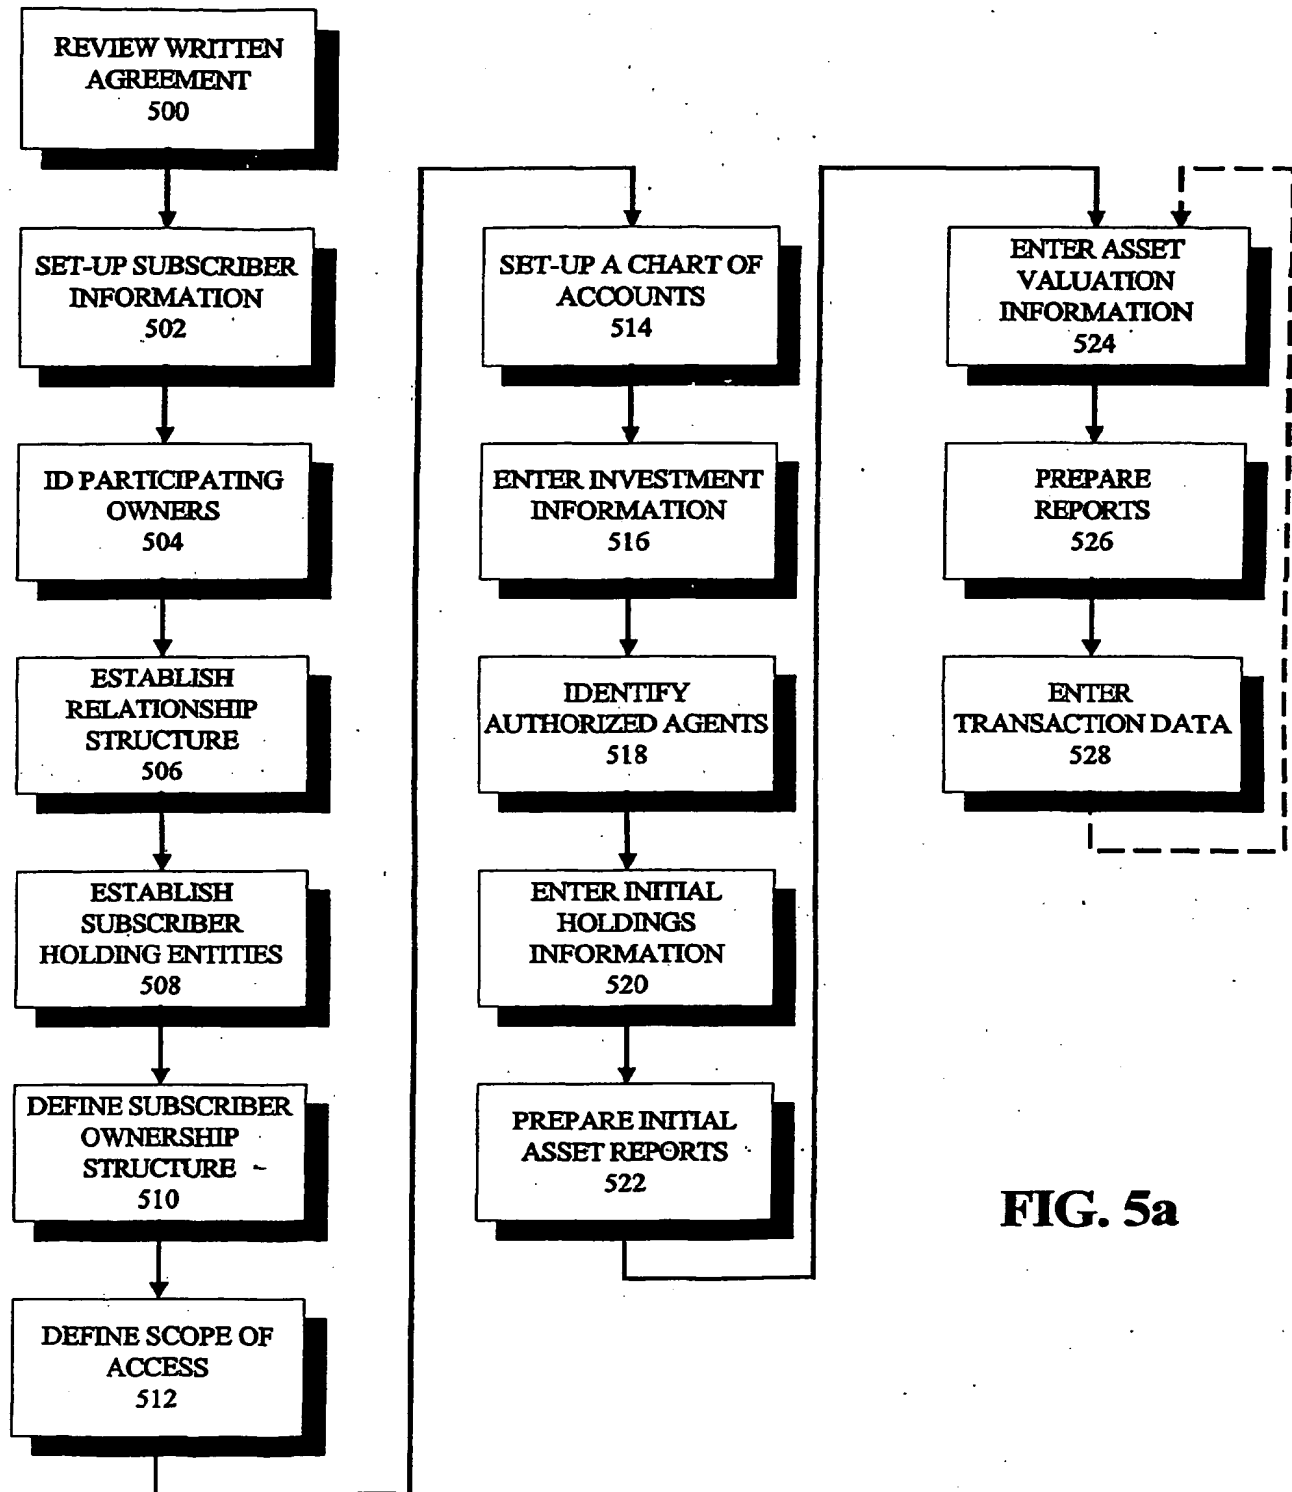 REVIEW WRITTEN
AGREEMENT
500
SET-UP SUBSCRIBER
INFORMATION
502
ID PARTICIPATING
OWNERS
504
ESTABLISH
RELATIONSHIP
STRUCTURE
506
ESTABLISH
SUBSCRIBER
HOLDING ENTITIES
508
DEFINE SUBSCRIBER
OWNERSHIP
STRUCTURE
510
DEFINE SCOPE OF
ACCESS
512
SET-UP A CHART OF
ACCOUNTS
514
ENTER INVESTMENT
INFORMATION
516
IDENTIFY
AUTHORIZED AGENTS
518
ENTER INITIAL
HOLDINGS
INFORMATION
520
PREPARE INITIAL
ASSET REPORTS
522
ENTER ASSET
VALUATION
INFORMATION
524
PREPARE
REPORTS
526
ENTER
TRANSACTION DATA
528
FIG. 5a